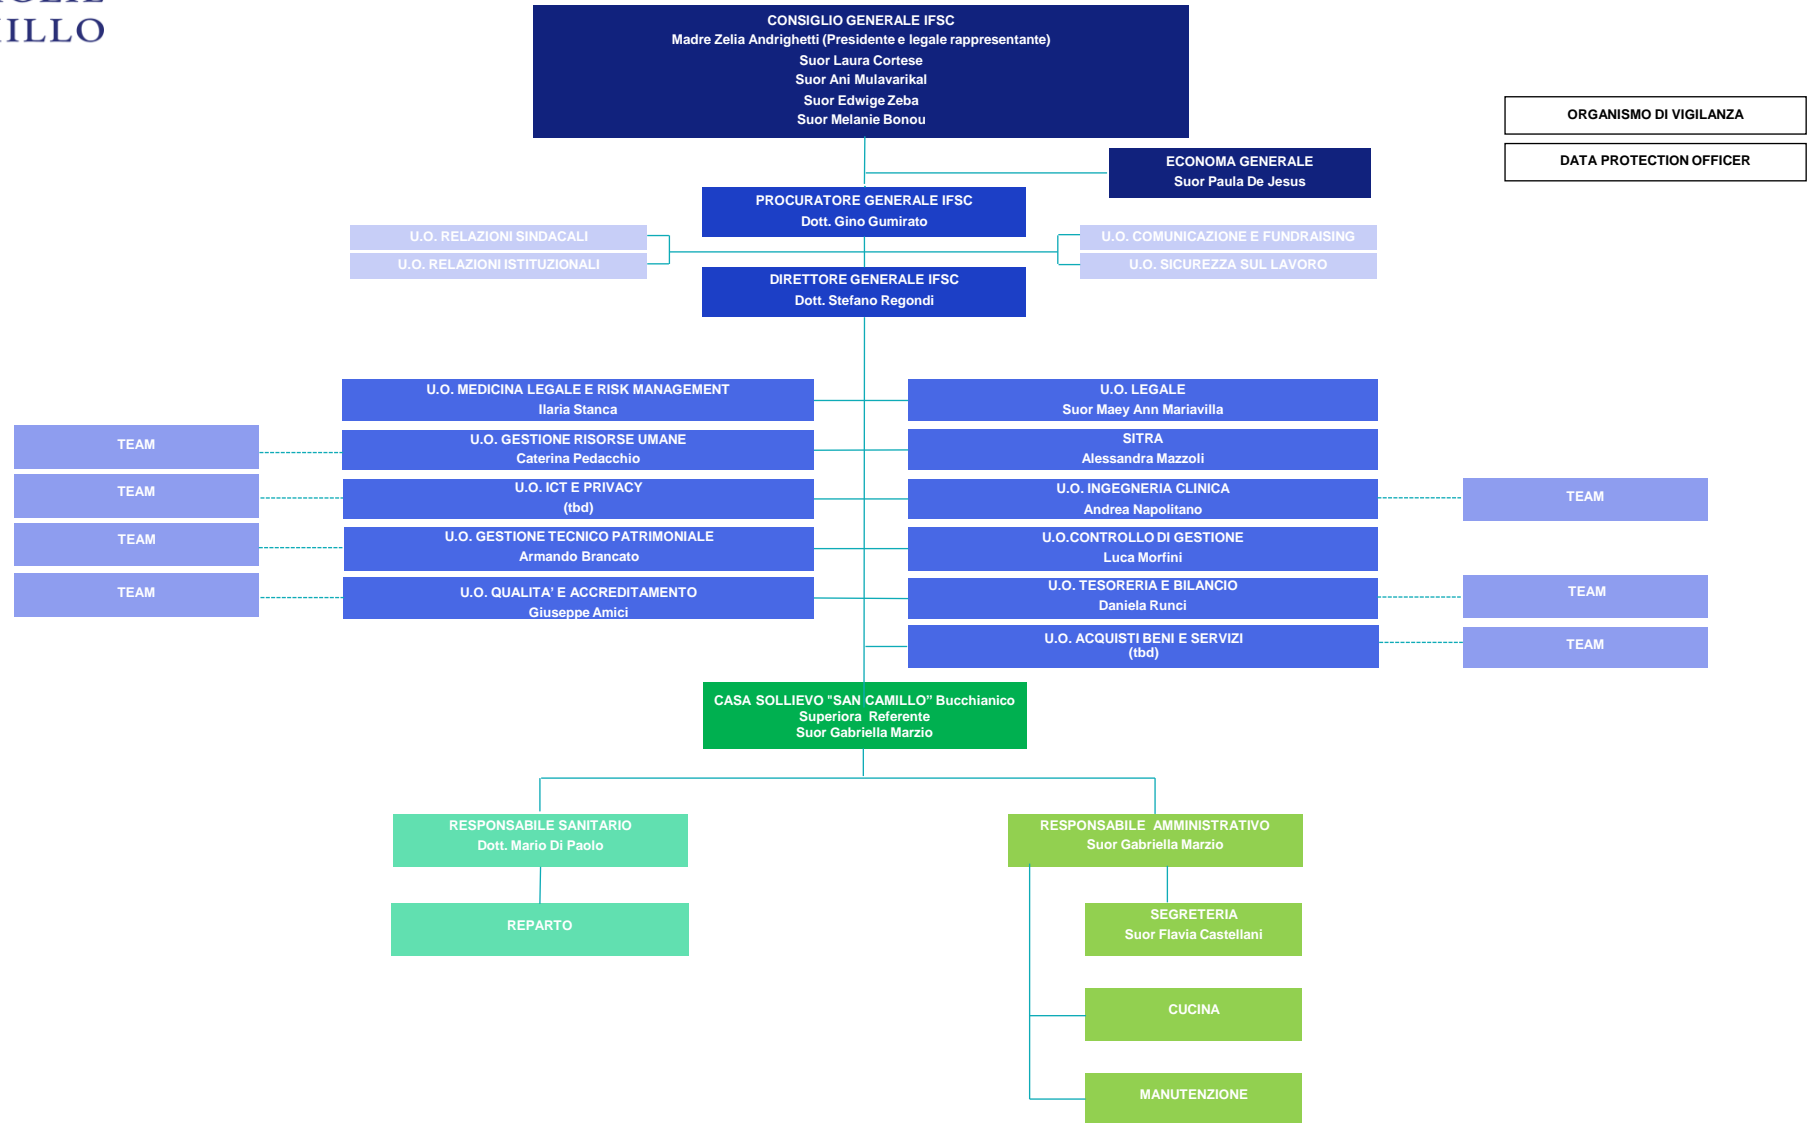 MILLO
CONSIGLIO GENERALE IFSC
Madre Zelia Andrighetti (Presidente e legale rappresentante)
Suor Laura Cortese
Suor Ani Mulavarikal
Suor Edwige Zeba
Suor Melanie Bonou
ORGANISMO DI VIGILANZA
DATA PROTECTION OFFICER
ECONOMA GENERALE
Suor Paula De Jesus
PROCURATORE GENERALE IFSC
Dott. Gino Gumirato
U.O. RELAZIONI SINDACALI
U.O. RELAZIONI ISTITUZIONALI
U.O. COMUNICAZIONE E FUNDRAISING
U.O. SICUREZZA SUL LAVORO
DIRETTORE GENERALE IFSC
Dott. Stefano Regondi
U.O. MEDICINA LEGALE E RISK MANAGEMENT
Ilaria Stanca
U.O. LEGALE
Suor Maey Ann Mariavilla
TEAM
U.O. GESTIONE RISORSE UMANE
Caterina Pedacchio
SITRA
Alessandra Mazzoli
TEAM
U.O. ICT E PRIVACY
(tbd)
U.O. INGEGNERIA CLINICA
Andrea Napolitano
TEAM
TEAM
U.O. GESTIONE TECNICO PATRIMONIALE
Armando Brancato
U.O.CONTROLLO DI GESTIONE
Luca Morfini
TEAM
U.O. QUALITA' E ACCREDITAMENTO
Giuseppe Amici
U.O. TESORERIA E BILANCIO
Daniela Runci
TEAM
U.O. ACQUISTI BENI E SERVIZI
(tbd)
TEAM
CASA SOLLIEVO "SAN CAMILLO” Bucchianico
Superiora Referente
Suor Gabriella Marzio
RESPONSABILE SANITARIO
Dott. Mario Di Paolo
RESPONSABILE AMMINISTRATIVO
Suor Gabriella Marzio
REPARTO
SEGRETERIA
Suor Flavia Castellani
CUCINA
MANUTENZIONE